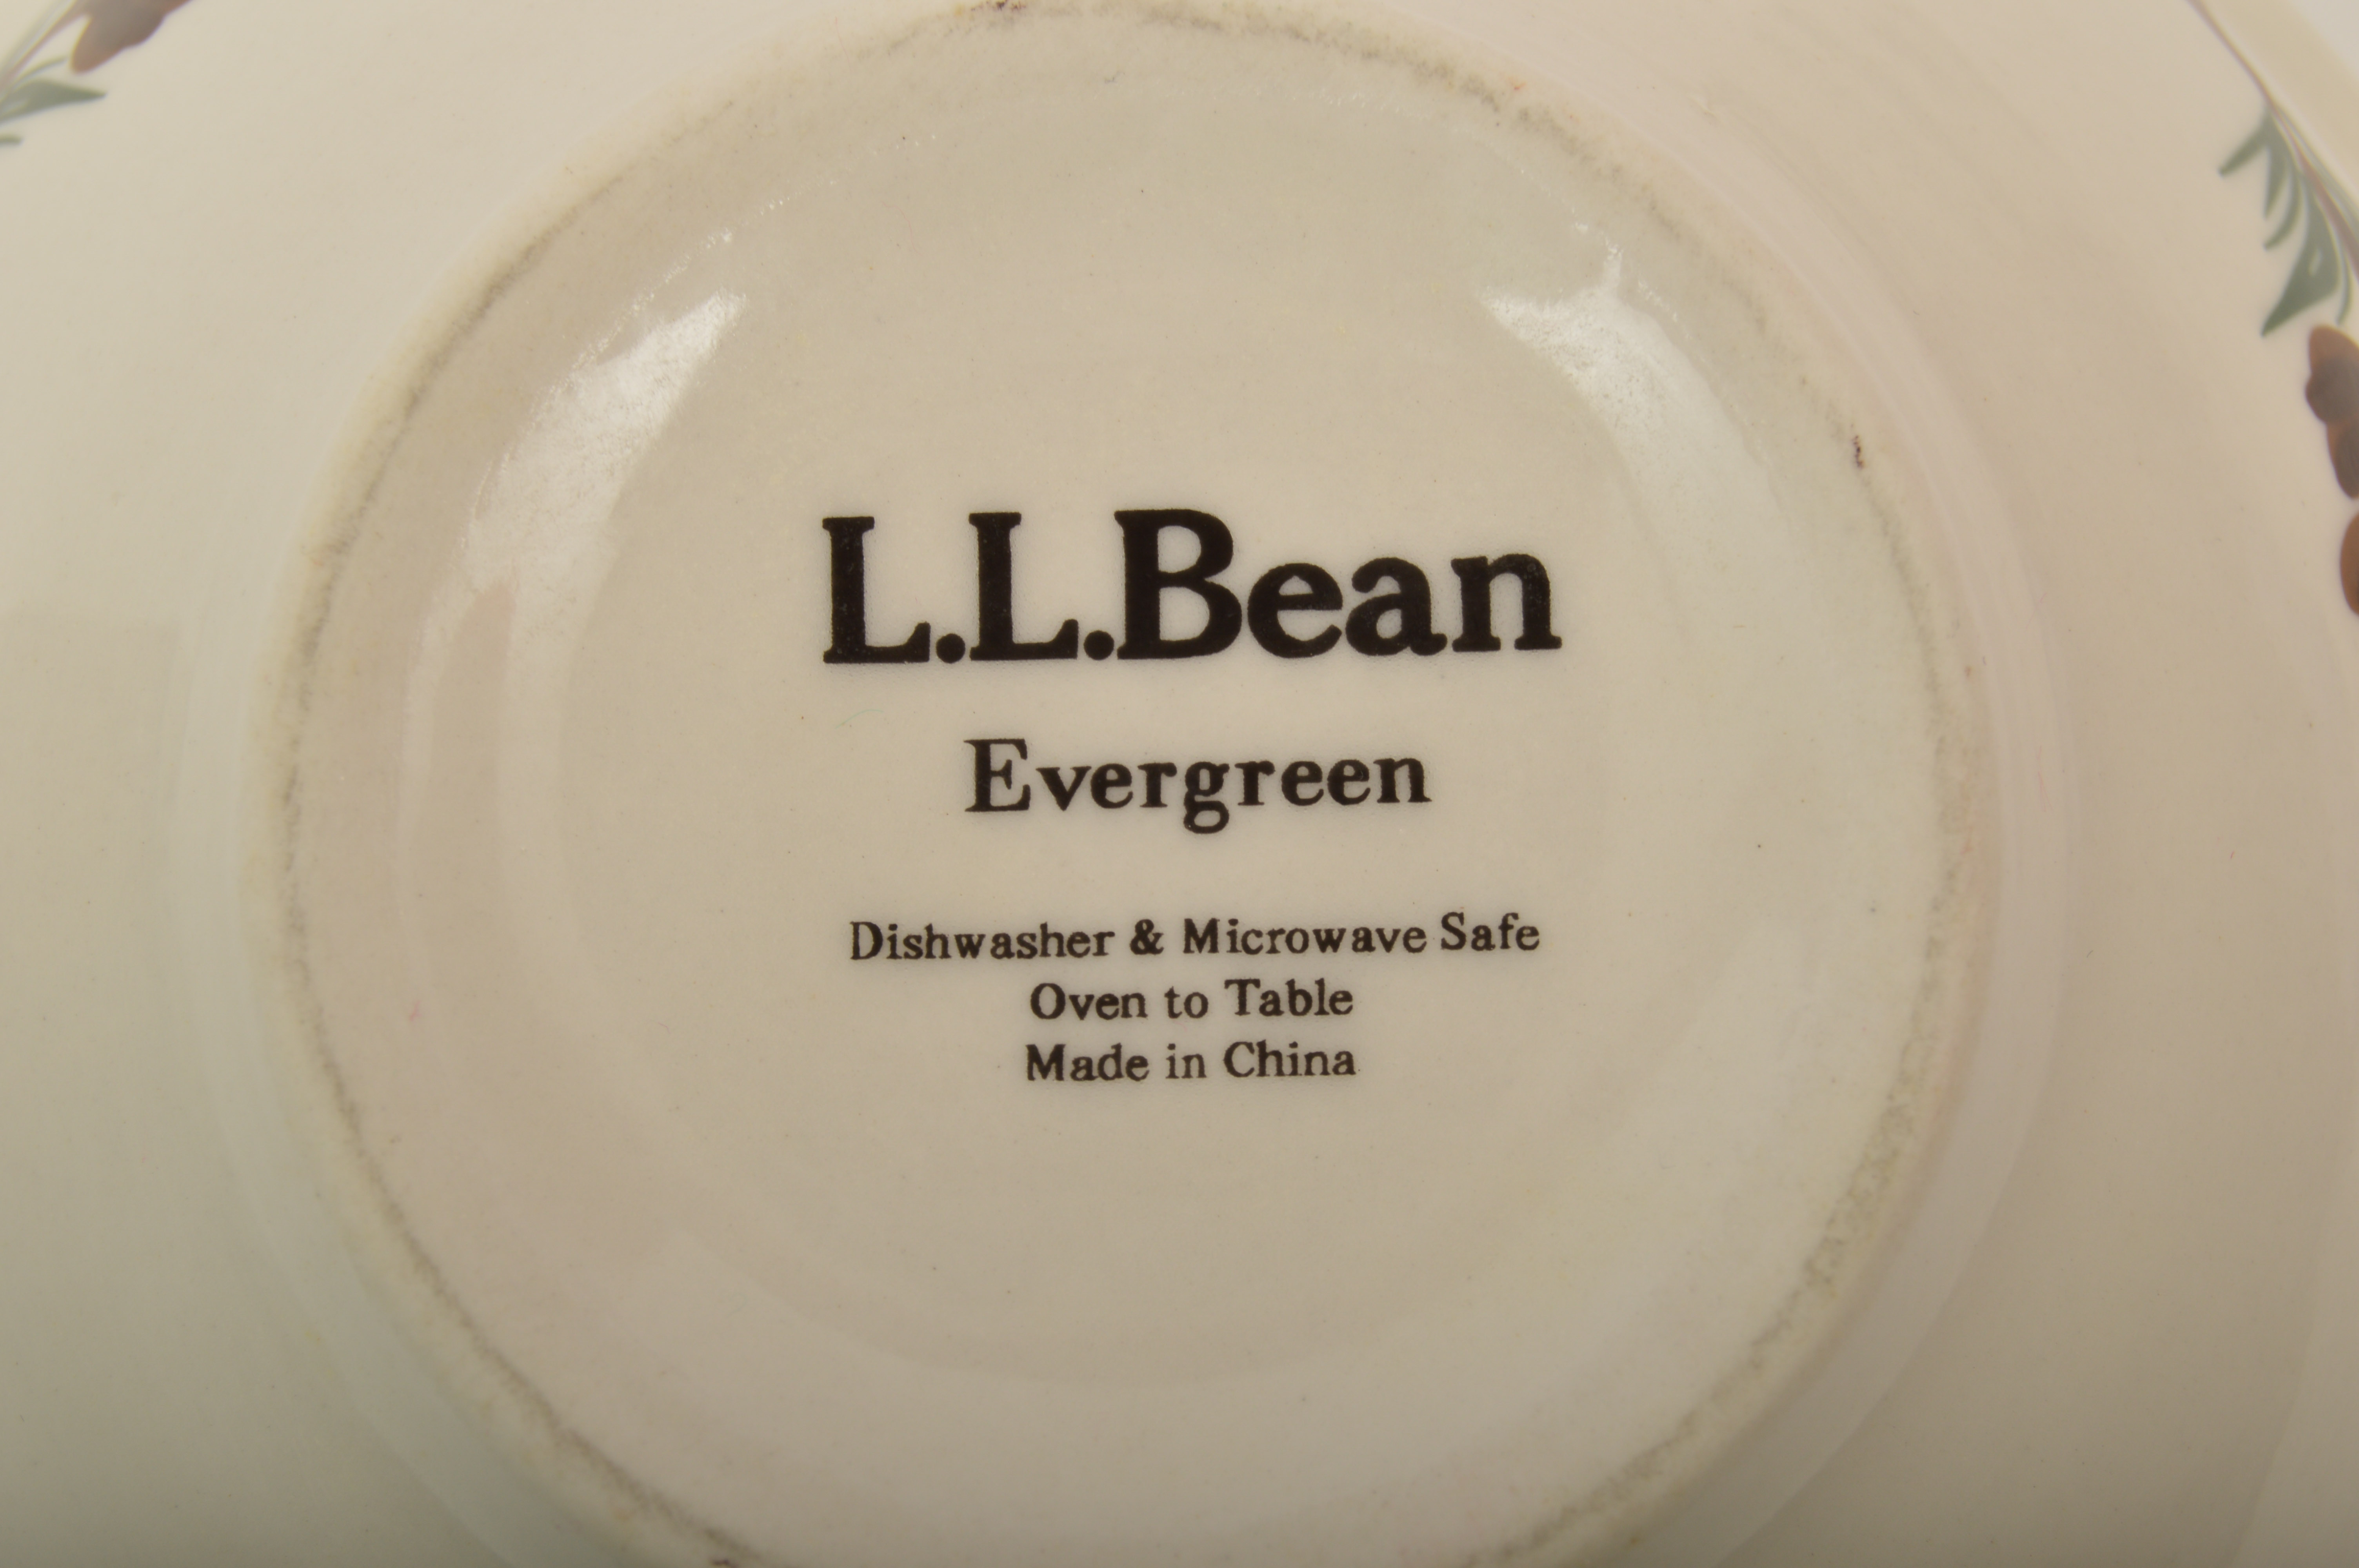 L.L.Bean
Evergreen
Dishwasher & Microwave Safe
Oven to Table
Made in China